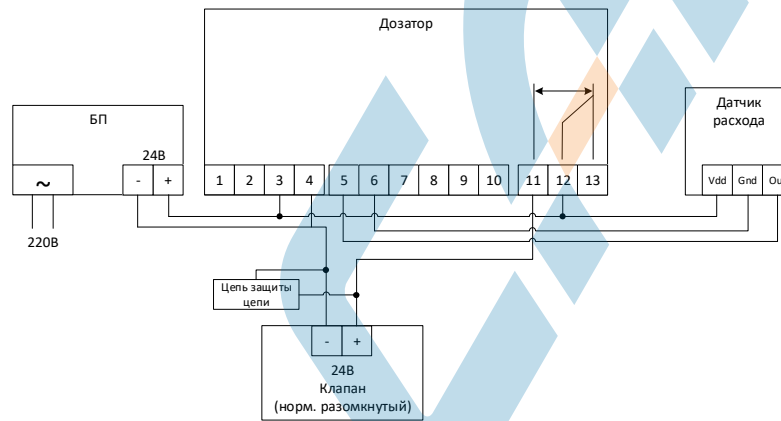 Дозатор
БП
24В
~
- +
220В
1 2 3 4 5 6 7 8 9 10 11 12 13
Датчик
расхода
Vdd Gnd Ou
Цепь защиты
цепи
- +
24В
Клапан
(норм. разомкнутый)